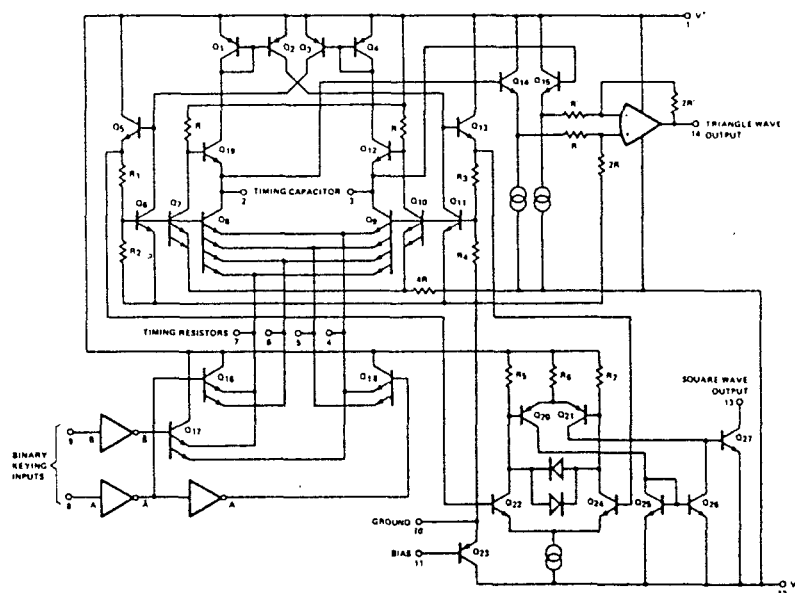 V+
1
Q1
Q2
Q3
Q4
Q14
Q15
R
2R
R
TRIANGLE WAVE
OUTPUT
14
2R
Q5
R
R
Q13
Q19
Q12
R1
R3
TIMING CAPACITOR
2
3
Q6
Q7
Q8
Q9
Q10
Q11
R2
R4
4R
TIMING RESISTORS
7
6
5
4
Q16
Q18
R5
R6
R7
SQUARE WAVE
OUTPUT
13
Q17
Q20
Q21
Q27
BINARY
KEYING
INPUTS
9
B
B̄
8
A
Ā
A
Q22
Q24
Q25
Q26
GROUND
10
BIAS
11
Q23
V
12